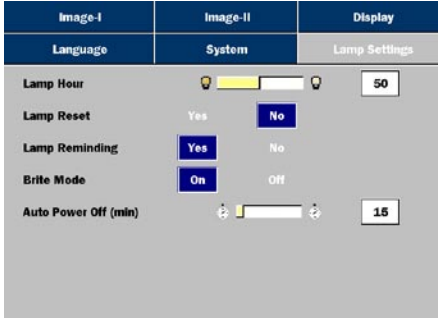 Image-I Image-II Display
Language System Lamp Settings
Lamp Hour 50
Lamp Reset Yes No
Lamp Reminding Yes No
Brite Mode On Off
Auto Power Off (min) 15